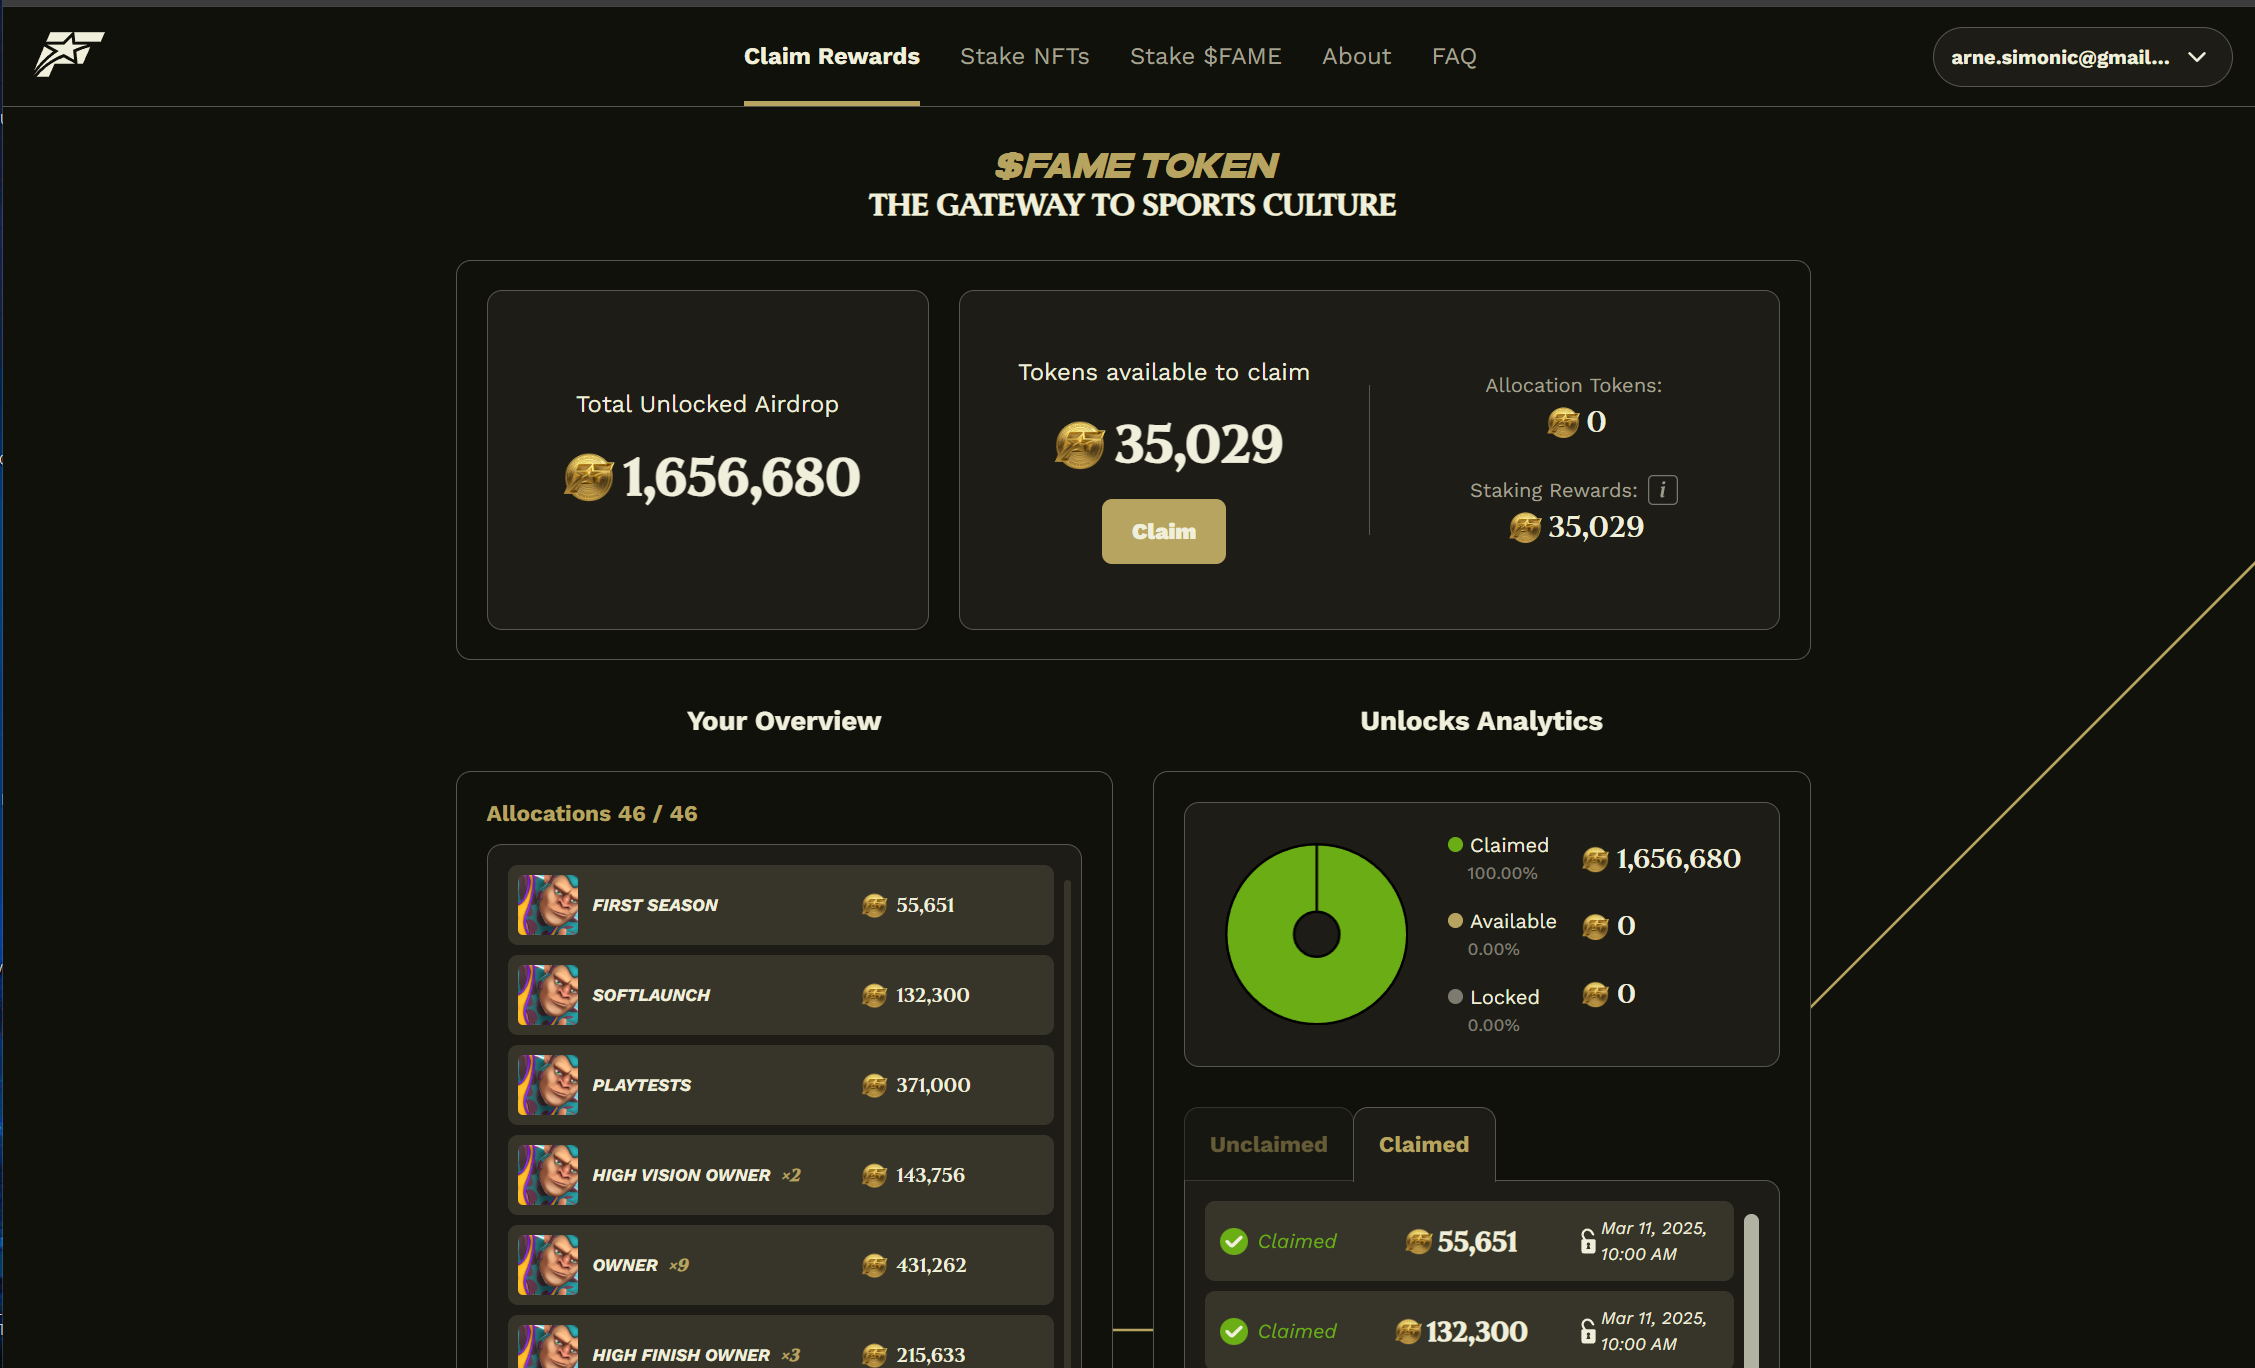 Claim Rewards
Stake NFTs
Stake $FAME
About
FAQ
arne.simonic@gmail...
$FAME TOKEN
THE GATEWAY TO SPORTS CULTURE
Total Unlocked Airdrop
1,656,680
Tokens available to claim
35,029
Claim
Allocation Tokens:
0
Staking Rewards: i
35,029
Your Overview
Allocations 46 / 46
FIRST SEASON 55,651
SOFTLAUNCH 132,300
PLAYTESTS 371,000
HIGH VISION OWNER ×2 143,756
OWNER ×9 431,262
HIGH FINISH OWNER ×3 215,633
Unlocks Analytics
Claimed 1,656,680
100.00%
Available 0
0.00%
Locked 0
0.00%
Unclaimed
Claimed
Claimed 55,651 Mar 11, 2025,
10:00 AM
Claimed 132,300 Mar 11, 2025,
10:00 AM